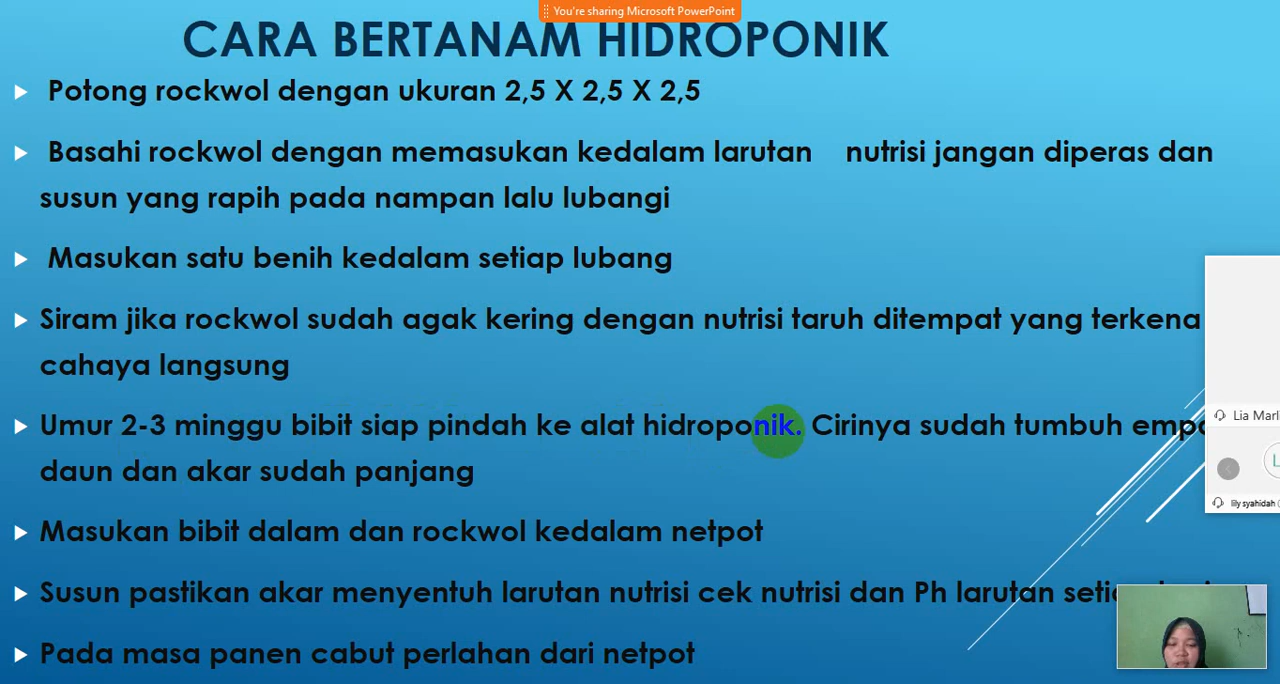 You're sharing Microsoft PowerPoint
CARA BERTANAM HIDROPONIK
Potong rockwol dengan ukuran 2,5 X 2,5 X 2,5
Basahi rockwol dengan memasukan kedalam larutan nutrisi jangan diperas dan
susun yang rapih pada nampan lalu lubangi
Masukan satu benih kedalam setiap lubang
Siram jika rockwol sudah agak kering dengan nutrisi taruh ditempat yang terkena
cahaya langsung
Umur 2-3 minggu bibit siap pindah ke alat hidroponik. Cirinya sudah tumbuh
daun dan akar sudah panjang
Masukan bibit dalam dan rockwol kedalam netpot
Susun pastikan akar menyentuh larutan nutrisi cek nutrisi dan Ph larutan
Pada masa panen cabut perlahan dari netpot
Lia Marl
L
lily syahidah